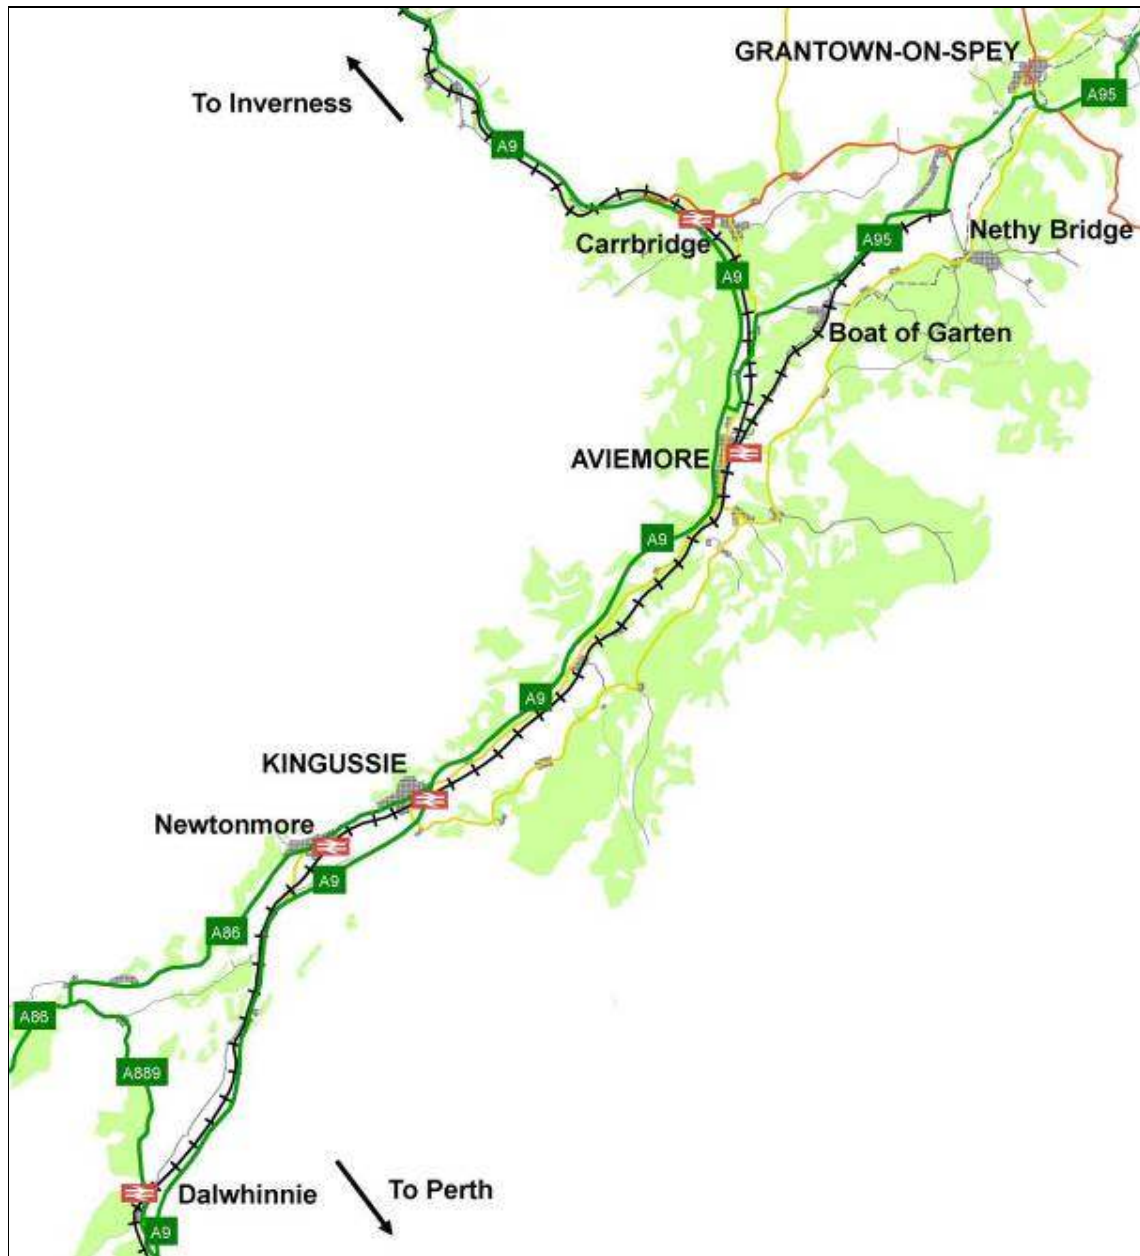 GRANTOWN-ON-SPEY
A95
To Inverness
A9
Carrbridge
A95
Nethy Bridge
A9
Boat of Garten
AVIEMORE
A9
A9
KINGUSSIE
Newtonmore
A9
A86
A86
A889
Dalwhinnie
To Perth
A9